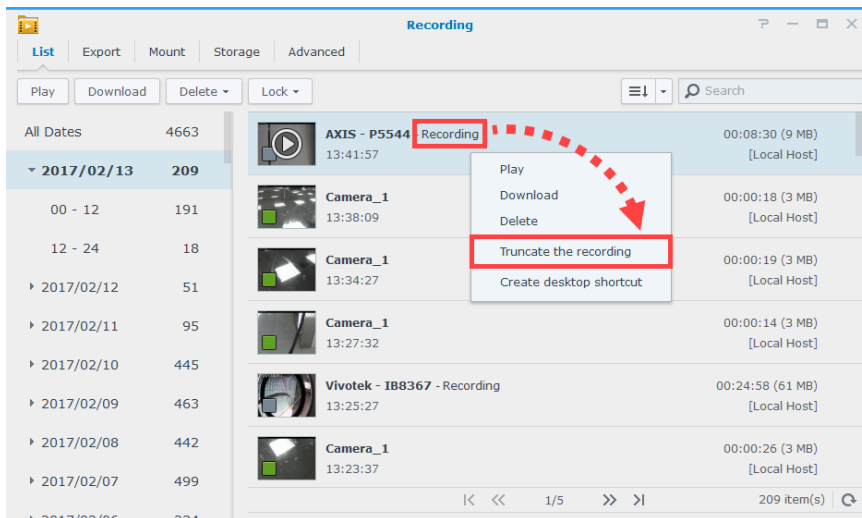 Recording
List Export Mount Storage Advanced
Play Download Delete Lock Search
All Dates 4663
2017/02/13 209
00 - 12 191
12 - 24 18
2017/02/12 51
2017/02/11 95
2017/02/10 445
2017/02/09 463
2017/02/08 442
2017/02/07 499
AXIS - P5544 - Recording 00:08:30 (9 MB)
13:41:57 [Local Host]
Camera_1 00:00:18 (3 MB)
13:38:09 [Local Host]
Camera_1 00:00:19 (3 MB)
13:34:27 [Local Host]
Camera_1 00:00:14 (3 MB)
13:27:32 [Local Host]
Vivotek - IB8367 - Recording 00:24:58 (61 MB)
13:25:27 [Local Host]
Camera_1 00:00:26 (3 MB)
13:23:37 [Local Host]
Play
Download
Delete
Truncate the recording
Create desktop shortcut
1/5 209 item(s)